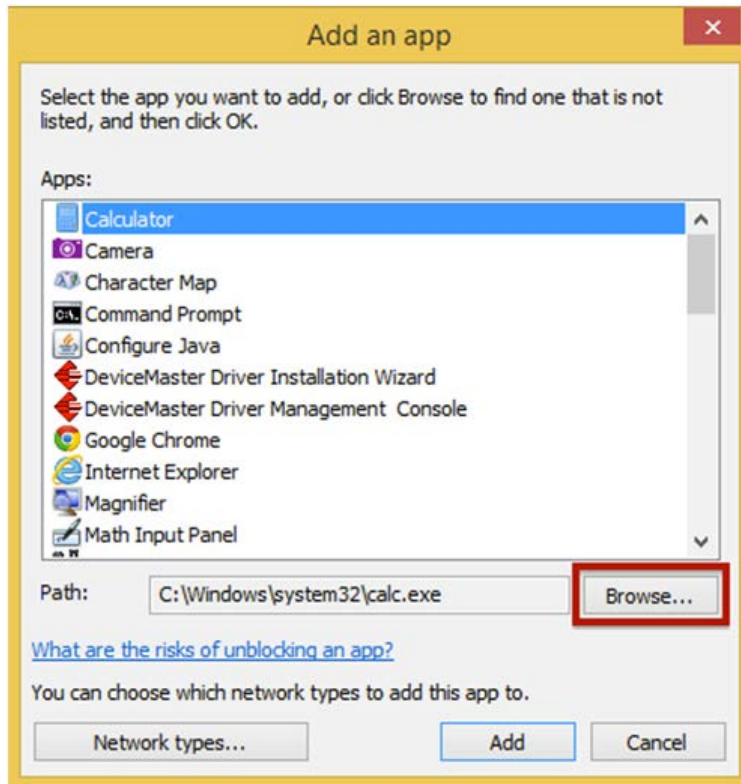 Add an app
Select the app you want to add, or click Browse to find one that is not
listed, and then click OK.
Apps:
Calculator
Camera
Character Map
Command Prompt
Configure Java
DeviceMaster Driver Installation Wizard
DeviceMaster Driver Management Console
Google Chrome
Internet Explorer
Magnifier
Math Input Panel
Path: C:\Windows\system32\calc.exe Browse...
What are the risks of unblocking an app?
You can choose which network types to add this app to.
Network types... Add Cancel